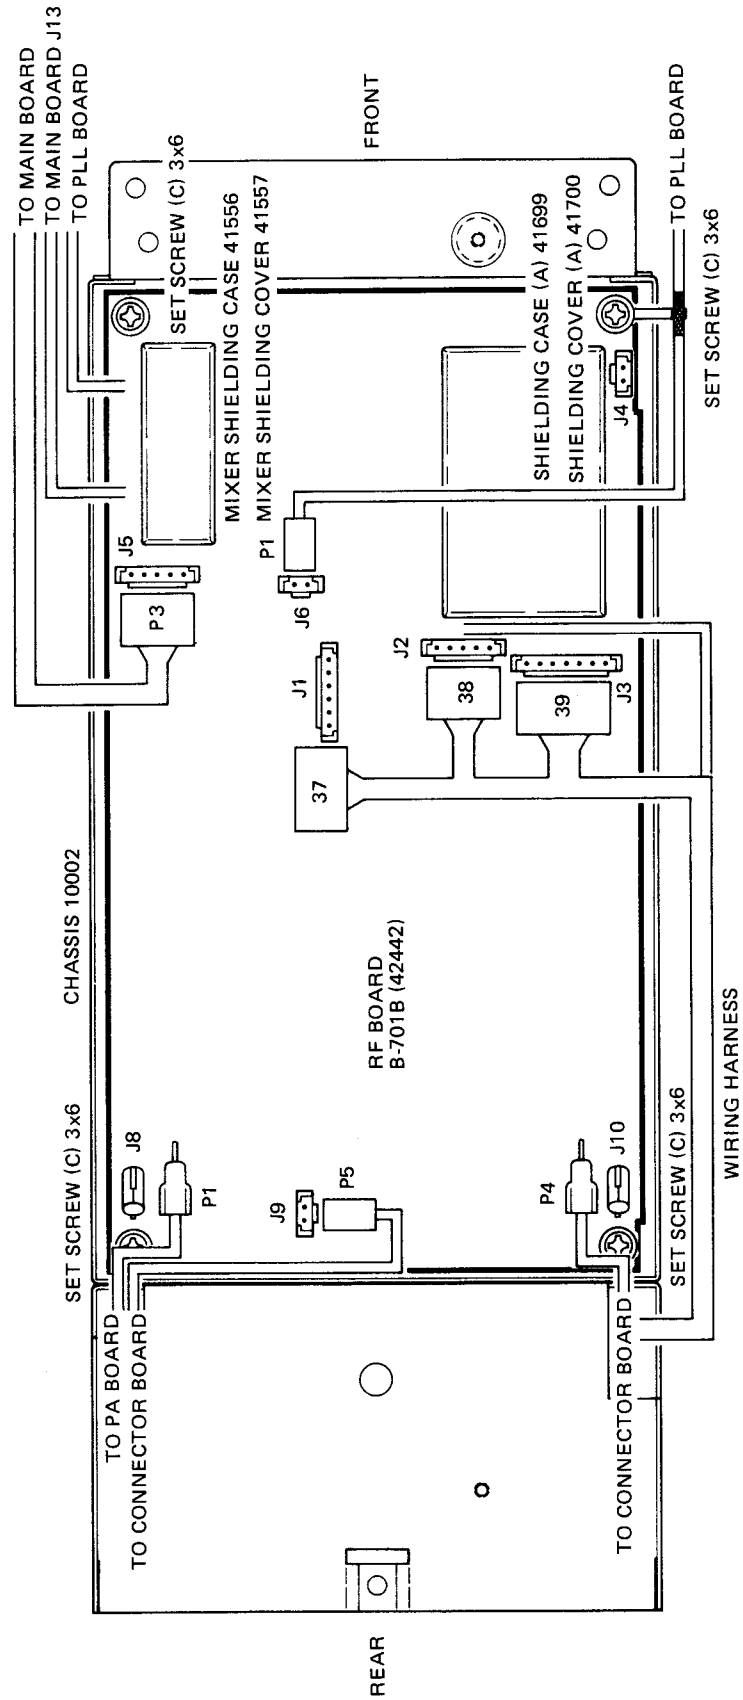 TO MAIN BOARD
TO MAIN BOARD J13
TO PLL BOARD
FRONT
SET SCREW (C) 3x6
MIXER SHIELDING CASE 41556
MIXER SHIELDING COVER 41557
SHIELDING CASE (A) 41699
SHIELDING COVER (A) 41700
TO PLL BOARD
SET SCREW (C) 3x6
J4
J5
P3
P1
J6
J1
J2
J3
37
38
39
CHASSIS 10002
RF BOARD
B-701B (42442)
WIRING HARNESS
SET SCREW (C) 3x6
J8
P1
J9
P5
P4
J10
SET SCREW (C) 3x6
TO PA BOARD
TO CONNECTOR BOARD
TO CONNECTOR BOARD
REAR